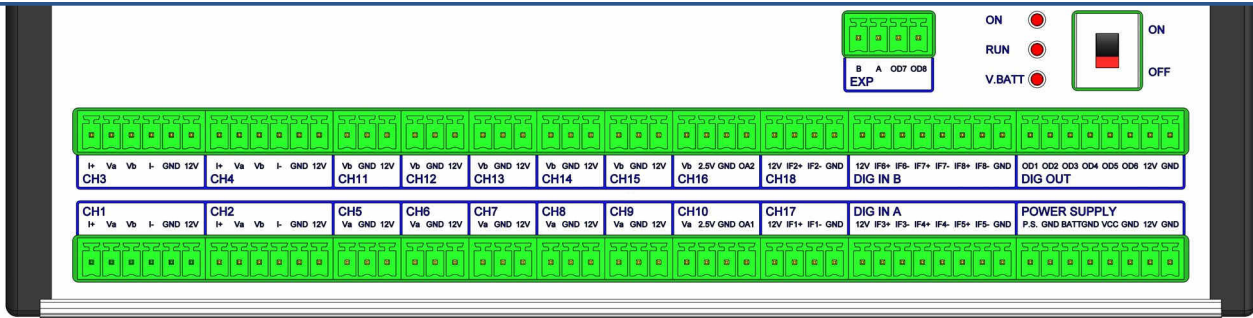 ON
RUN
V.BATT
ON
OFF
B A OD7 OD8
EXP
I+ Va Vb I- GND 12V I+ Va Vb I- GND 12V Vb GND 12V Vb GND 12V Vb GND 12V Vb GND 12V Vb GND 12V Vb 2.5V GND OA2 12V IF2+ IF2- GND 12V IF6+ IF6- IF7+ IF7- IF8+ IF8- GND OD1 OD2 OD3 OD4 OD5 OD6 12V GND
CH3 CH4 CH11 CH12 CH13 CH14 CH15 CH16 CH18 DIG IN B DIG OUT
CH1 CH2 CH5 CH6 CH7 CH8 CH9 CH10 CH17 DIG IN A POWER SUPPLY
I+ Va Vb I- GND 12V I+ Va Vb I- GND 12V Va GND 12V Va GND 12V Va GND 12V Va GND 12V Va GND 12V Va 2.5V GND OA1 12V IF1+ IF1- GND 12V IF3+ IF3- IF4+ IF4- IF5+ IF5- GND P.S. GND BATTGND VCC GND 12V GND